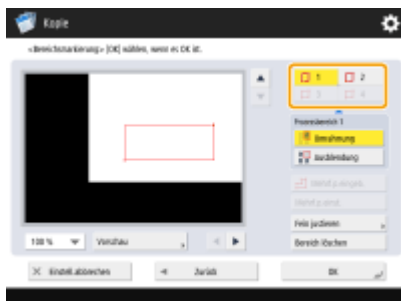 Kopie
<Bereichsmarkierung> [OK] wählen, wenn es OK ist.
1
2
3
4
Prozessbereich 1
Umrahmung
Ausblendung
Fein justieren
100 %
Vorschau
Bereich löschen
Einstell. abbrechen
Zurück
OK